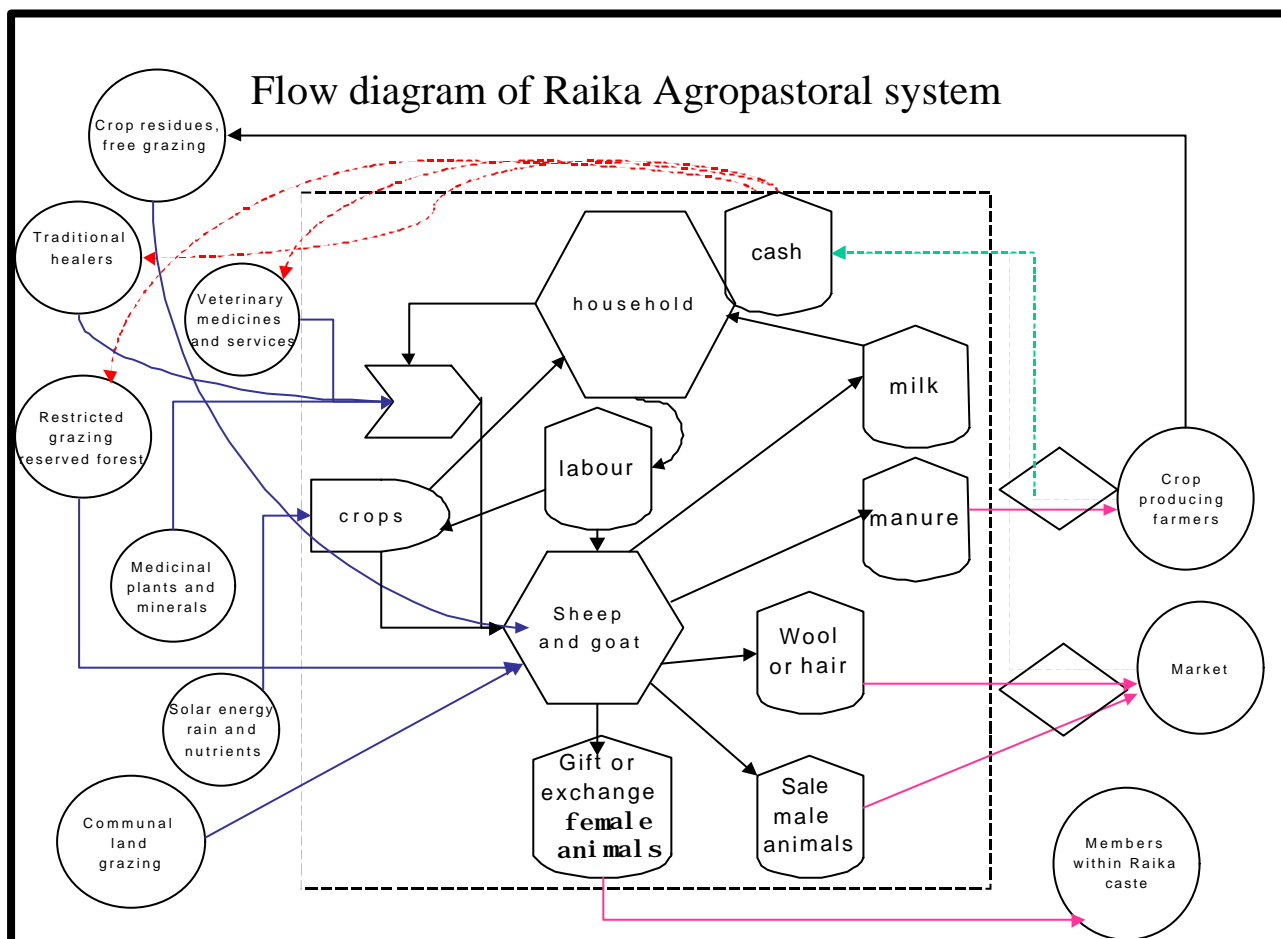 Flow diagram of Raika Agropastoral system
Crop residues,
free grazing
Traditional
healers
Veterinary
medicines
and services
Restricted
grazing
reserved forest
Medicinal
plants and
minerals
Solar energy
rain and
nutrients
Communal
land
grazing
household
cash
milk
labour
crops
manure
Sheep
and goat
Wool
or hair
Gift or
exchange
female
animals
Sale
male
animals
Crop
producing
farmers
Market
Members
within Raika
caste